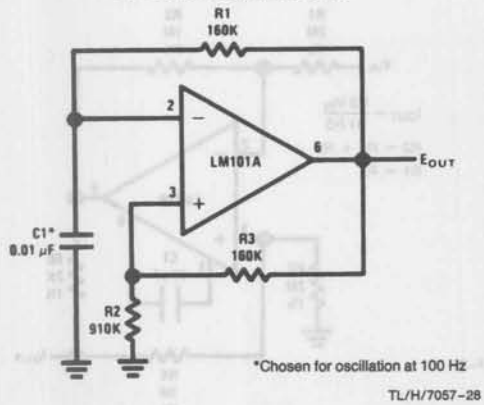 R1
160K
2
−
6
LM101A
EOUT
3
+
C1*
0.01 μF
R3
160K
R2
910K
*Chosen for oscillation at 100 Hz
TL/H/7057–28